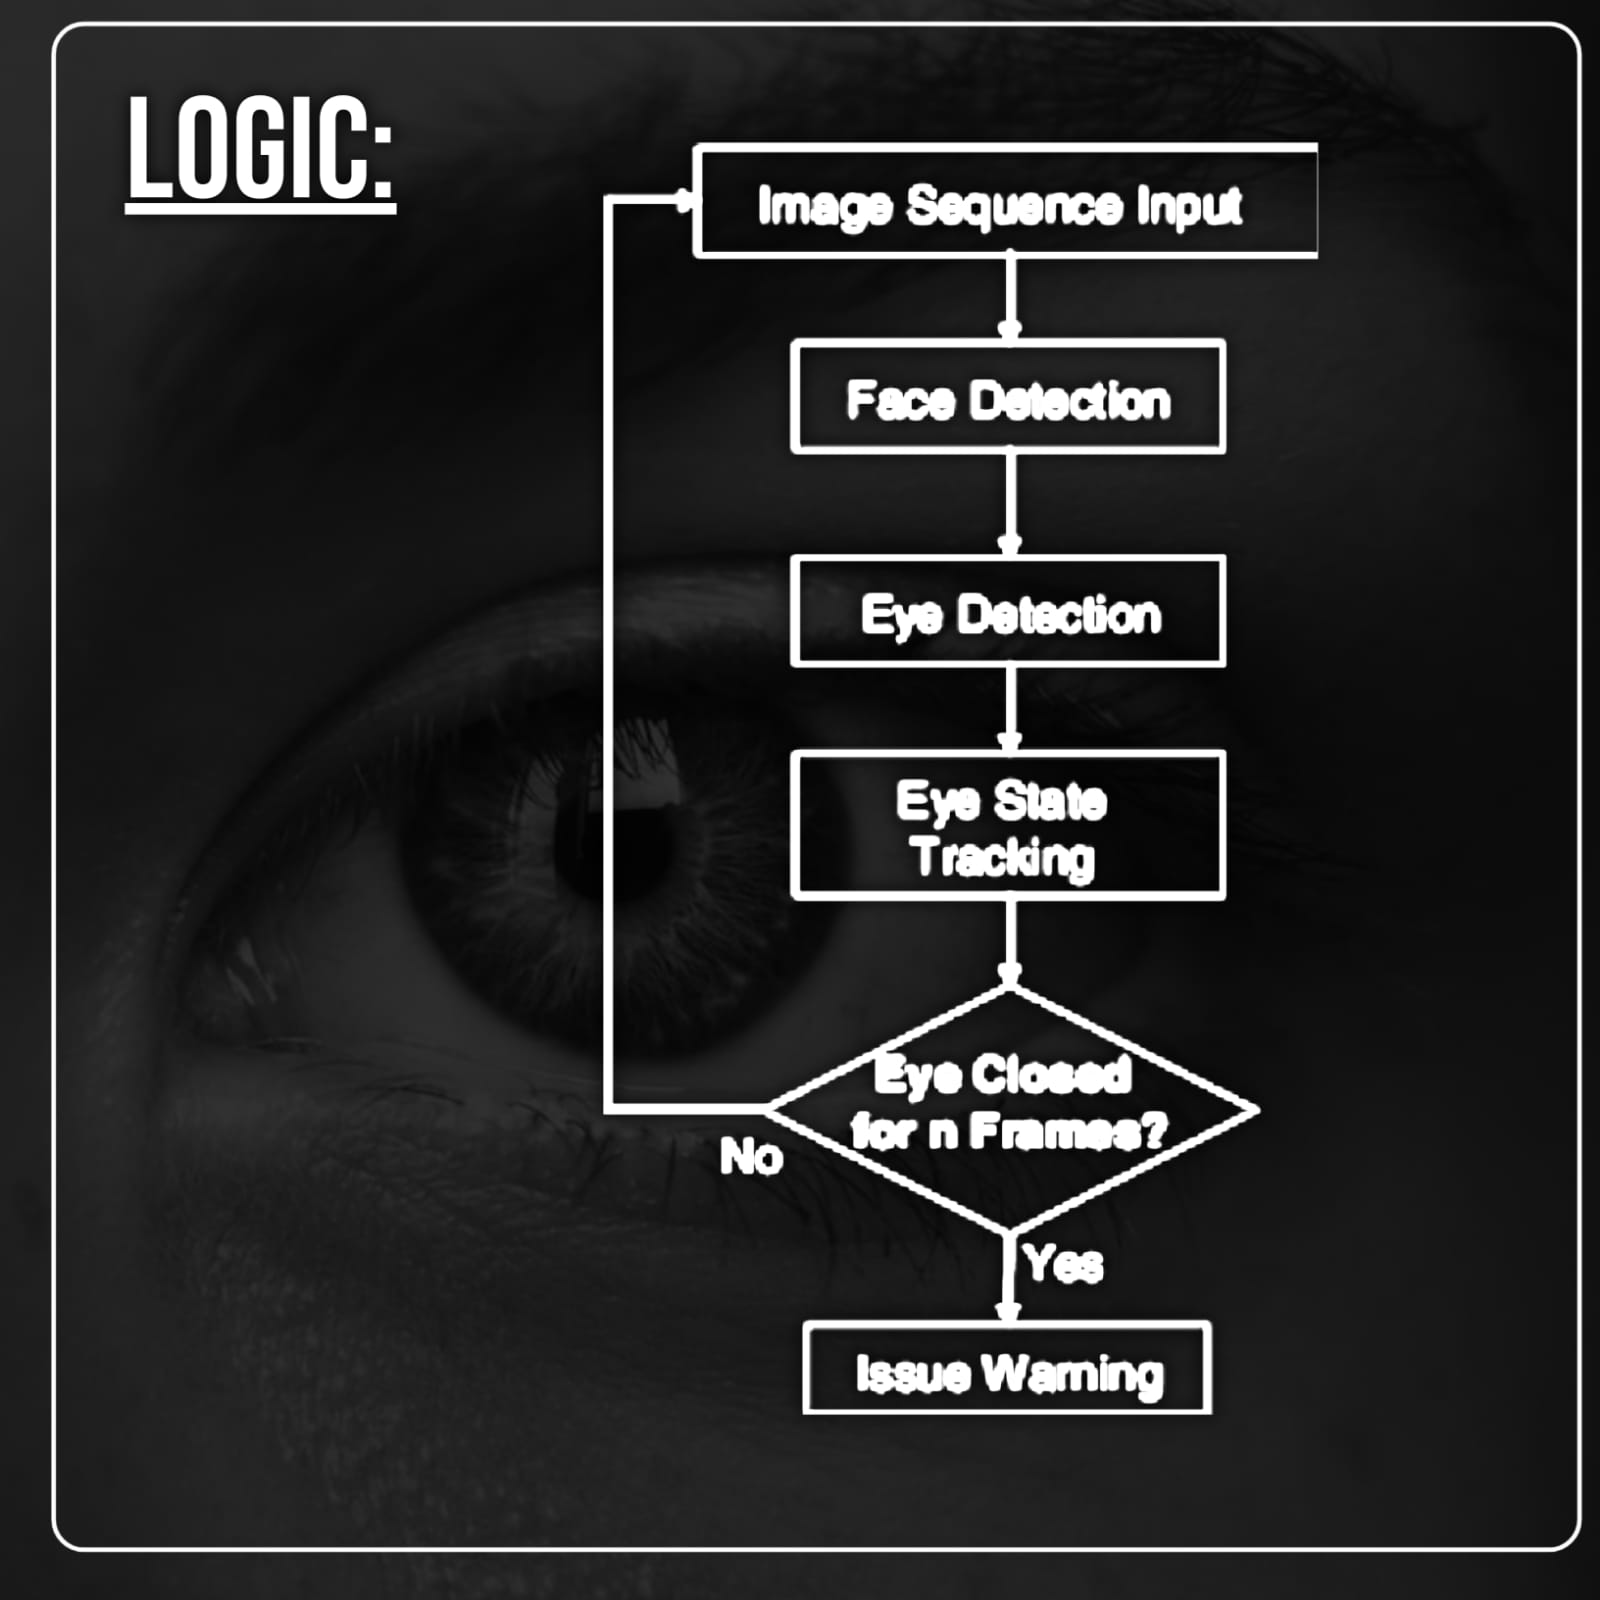 LOGIC:
Image Sequence Input
Face Detection
Eye Detection
Eye State
Tracking
Eye Closed
for n Frames?
No
Yes
Issue Warning